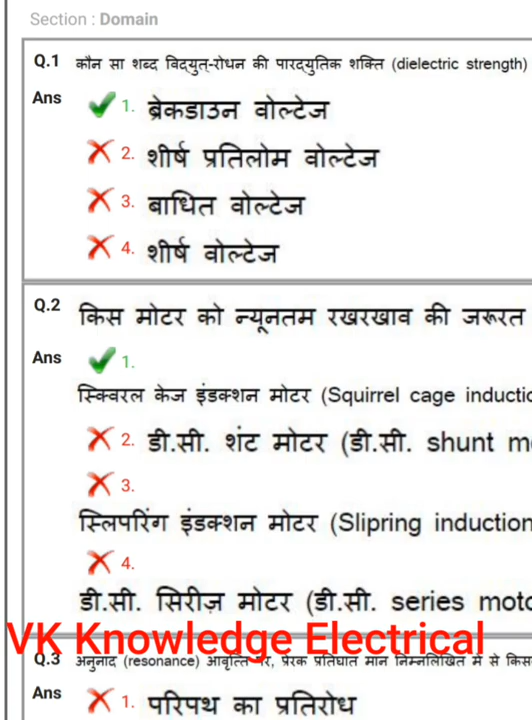 Section : Domain
Q.1 कौन सा शब्द विद्युत्-रोधन की पारद्युतिक शक्ति (dielectric strength)
Ans 1. ब्रेकडाउन वोल्टेज
2. शीर्ष प्रतिलोम वोल्टेज
3. बाधित वोल्टेज
4. शीर्ष वोल्टेज
Q.2 किस मोटर को न्यूनतम रखरखाव की जरूरत
Ans 1.
स्क्विरल केज इंडक्शन मोटर (Squirrel cage inductio
2. डी.सी. शंट मोटर (डी.सी. shunt m
3.
स्लिपरिंग इंडक्शन मोटर (Slipring induction
4.
डी.सी. सिरीज़ मोटर (डी.सी. series moto
VK Knowledge Electrical
Q.3 अनुनाद (resonance) आवृत्ति पर, प्रेरक प्रतिघात मान निम्नलिखित में से किस
Ans 1. परिपथ का प्रतिरोध